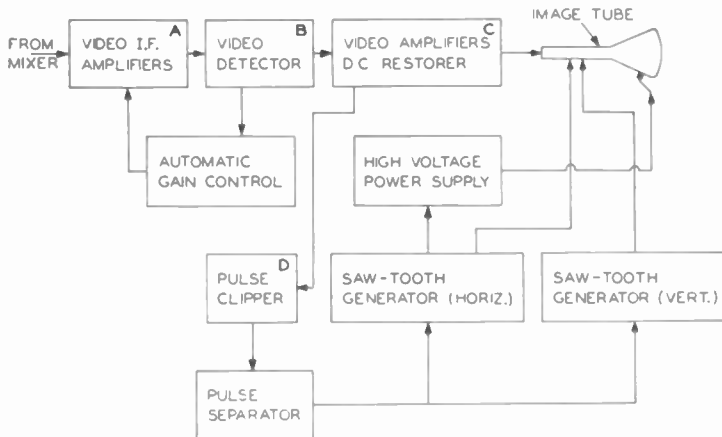 IMAGE TUBE
FROM
MIXER
A
VIDEO I.F.
AMPLIFIERS
B
VIDEO
DETECTOR
C
VIDEO AMPLIFIERS
D C RESTORER
AUTOMATIC
GAIN CONTROL
HIGH VOLTAGE
POWER SUPPLY
D
PULSE
CLIPPER
SAW-TOOTH
GENERATOR (HORIZ.)
SAW-TOOTH
GENERATOR (VERT.)
PULSE
SEPARATOR